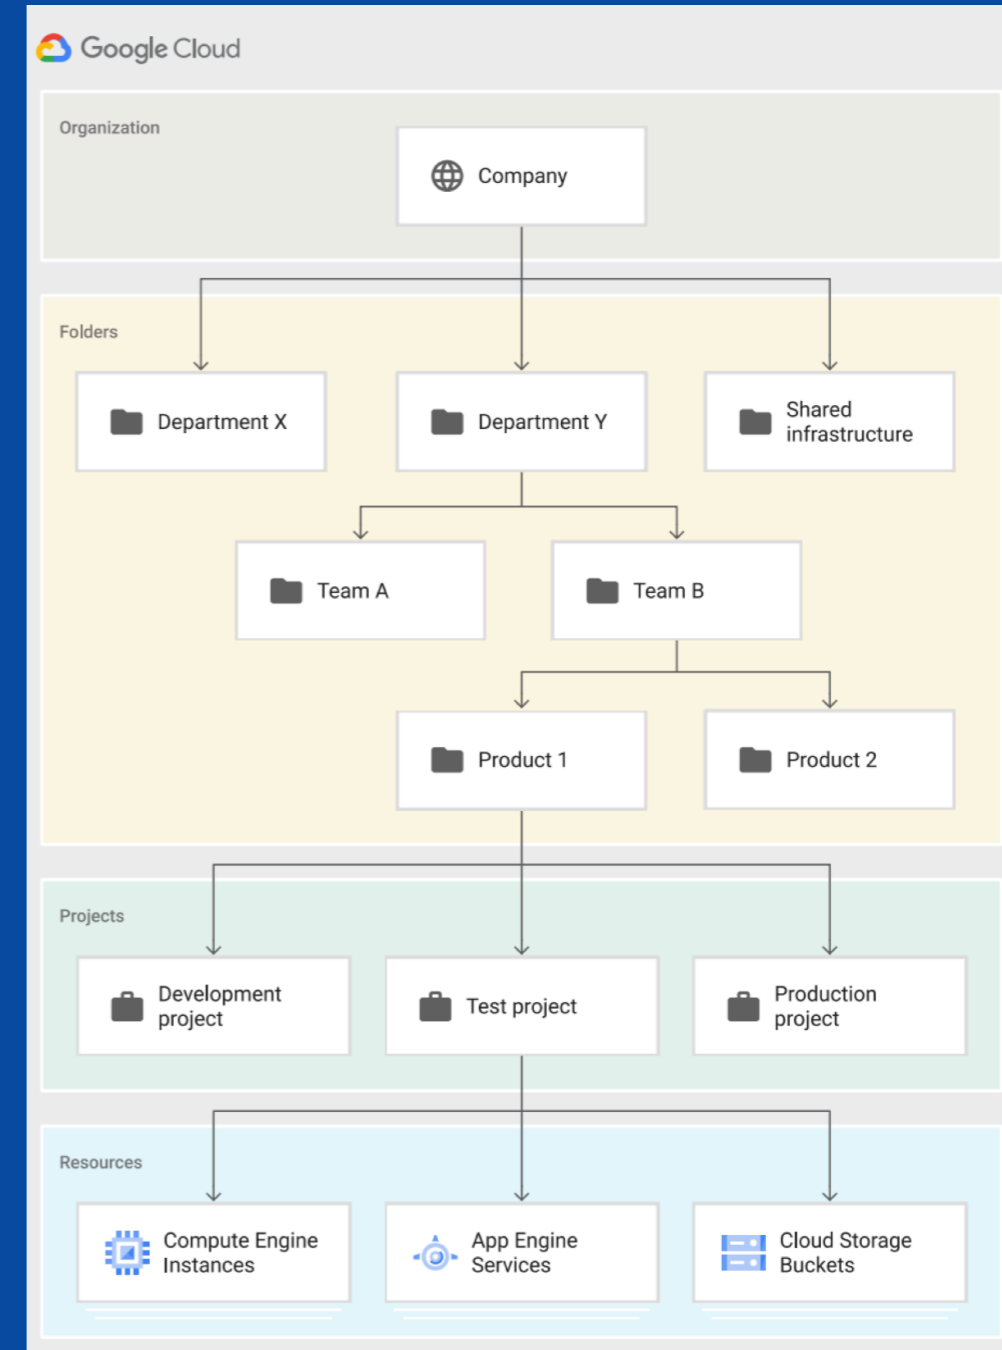 Google Cloud
Organization
Company
Folders
Department X
Department Y
Shared
infrastructure
Team A
Team B
Product 1
Product 2
Projects
Development
project
Test project
Production
project
Resources
Compute Engine
Instances
App Engine
Services
Cloud Storage
Buckets